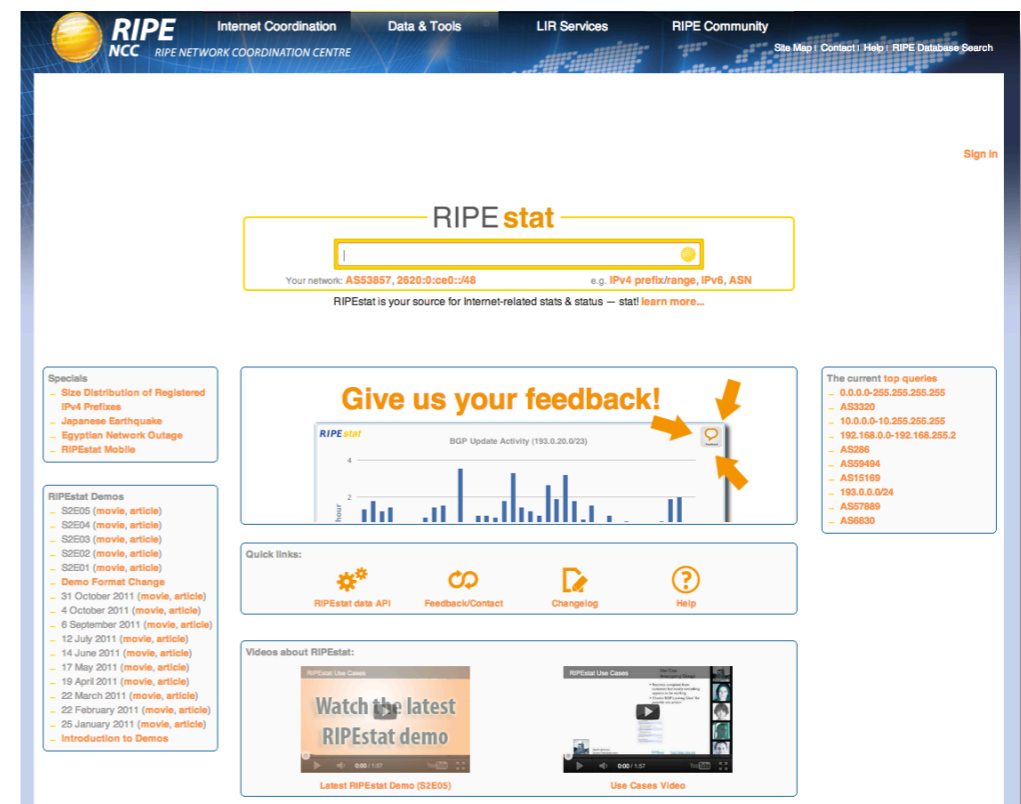 RIPE
NCC RIPE NETWORK COORDINATION CENTRE
Internet Coordination Data & Tools LIR Services RIPE Community
Site Map | Contact | Help | RIPE Database Search
Sign In
RIPEstat
Your network: AS53857, 2620:0:ce0::/48 e.g. IPv4 prefix/range, IPv6, ASN
RIPEstat is your source for Internet-related stats & status — stat! learn more...
Specials
Size Distribution of Registered
IPv4 Prefixes
Japanese Earthquake
Egyptian Network Outage
RIPEstat Mobile
RIPEstat Demos
S2E05 (movie, article)
S2E04 (movie, article)
S2E03 (movie, article)
S2E02 (movie, article)
S2E01 (movie, article)
Demo Format Change
31 October 2011 (movie, article)
4 October 2011 (movie, article)
6 September 2011 (movie, article)
12 July 2011 (movie, article)
14 June 2011 (movie, article)
17 May 2011 (movie, article)
19 April 2011 (movie, article)
22 March 2011 (movie, article)
22 February 2011 (movie, article)
25 January 2011 (movie, article)
Introduction to Demos
Give us your feedback!
RIPEstat
BGP Update Activity (193.0.20.0/23)
4
2
hour
Quick links:
RIPEstat data API Feedback/Contact Changelog Help
Videos about RIPEstat:
RIPEstat Use Cases
Watch the latest
RIPEstat demo
0:00 / 1:57
Latest RIPEstat Demo (S2E05)
RIPEstat Use Cases
0:00 / 1:57
Use Cases Video
The current top queries
0.0.0.0-255.255.255.255
AS3320
10.0.0.0-10.255.255.255
192.168.0.0-192.168.255.2
AS286
AS59494
AS15169
193.0.0.0/24
AS57889
AS6830